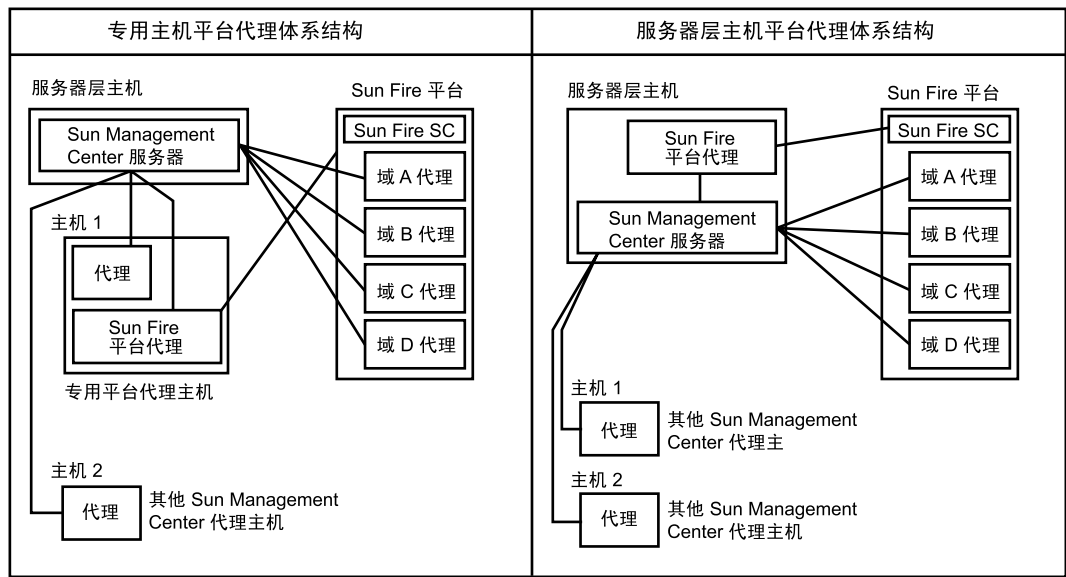 专用主机平台代理体系结构
服务器层主机
Sun Management
Center 服务器
主机 1
代理
Sun Fire
平台代理
专用平台代理主机
主机 2
代理
其他 Sun Management
Center 代理主机
Sun Fire 平台
Sun Fire SC
域 A 代理
域 B 代理
域 C 代理
域 D 代理
服务器层主机平台代理体系结构
服务器层主机
Sun Fire
平台代理
Sun Management
Center 服务器
Sun Fire 平台
Sun Fire SC
域 A 代理
域 B 代理
域 C 代理
域 D 代理
主机 1
代理
其他 Sun Management
Center 代理主
主机 2
代理
其他 Sun Management
Center 代理主机